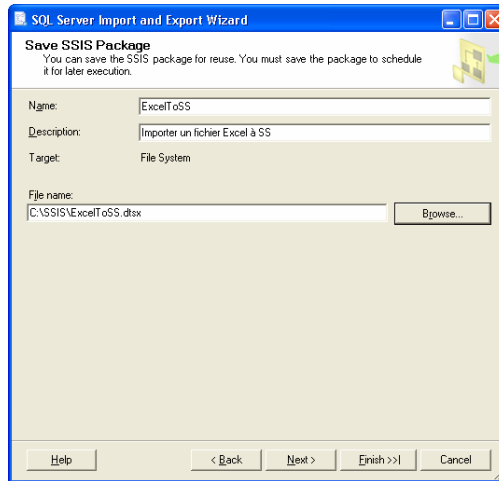 SQL Server Import and Export Wizard
Save SSIS Package
You can save the SSIS package for reuse. You must save the package to schedule
it for later execution.
Name: ExcelToSS
Description: Importer un fichier Excel à SS
Target: File System
File name:
C:\SSIS\ExcelToSS.dtsx Browse...
Help < Back Next > Finish >>| Cancel